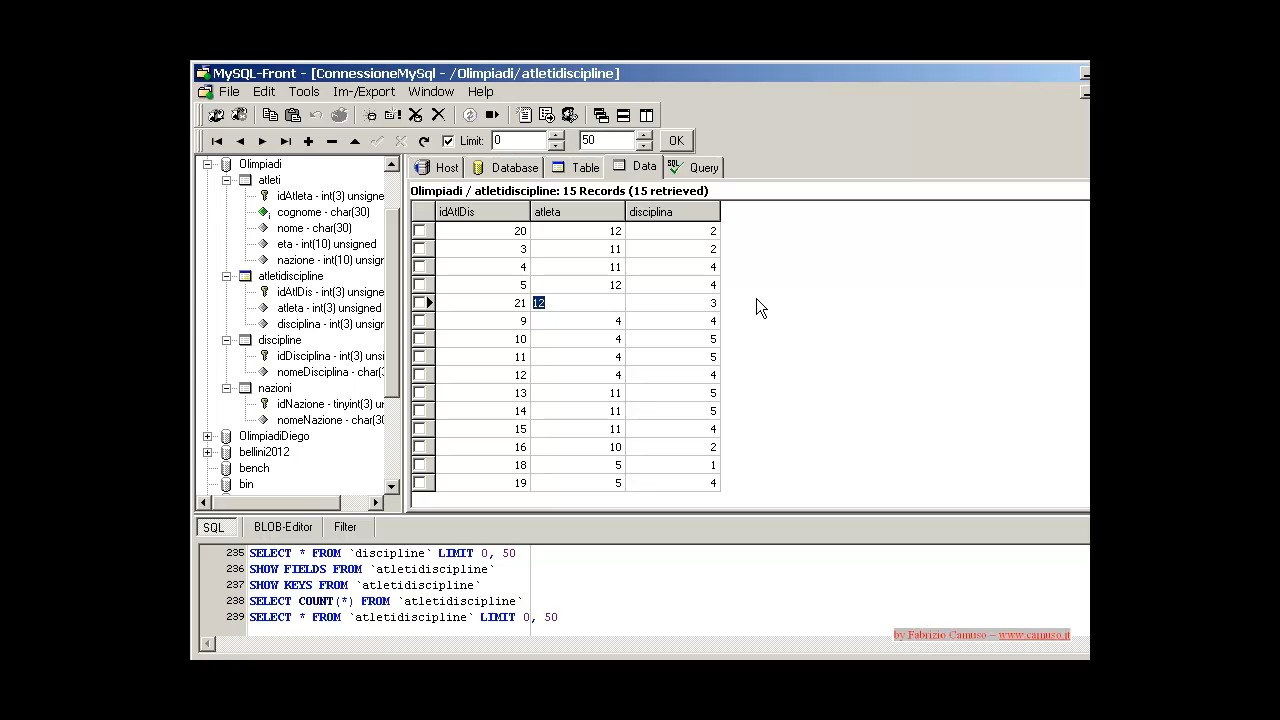 MySQL-Front - [ConnessioneMySql - /Olimpiadi/atletidiscipline]
File Edit Tools Im-/Export Window Help
Limit: 0 50 OK
Olimpiadi
atleti
idAtleta - int(3) unsigne
cognome - char(30)
nome - char(30)
eta - int(10) unsigned
nazione - int(10) unsign
atletidiscipline
idAtlDis - int(3) unsigne
atleta - int(3) unsigned
disciplina - int(3) unsign
discipline
idDisciplina - int(3) unsi
nomeDisciplina - char(3
nazioni
idNazione - tinyint(3) u
nomeNazione - char(30
OlimpiadiDiego
bellini2012
bench
bin
Host Database Table Data SQL Query
Olimpiadi / atletidiscipline: 15 Records (15 retrieved)
idAtlDis atleta disciplina
20 12 2
3 11 2
4 11 4
5 12 4
21 12 3
9 4 4
10 4 5
11 4 5
12 4 4
13 11 5
14 11 5
15 11 4
16 10 2
18 5 1
19 5 4
SQL BLOB-Editor Filter
235 SELECT * FROM `discipline` LIMIT 0, 50
236 SHOW FIELDS FROM `atletidiscipline`
237 SHOW KEYS FROM `atletidiscipline`
238 SELECT COUNT(*) FROM `atletidiscipline`
239 SELECT * FROM `atletidiscipline` LIMIT 0, 50
by Fabrizio Camuso – www.camuso.it